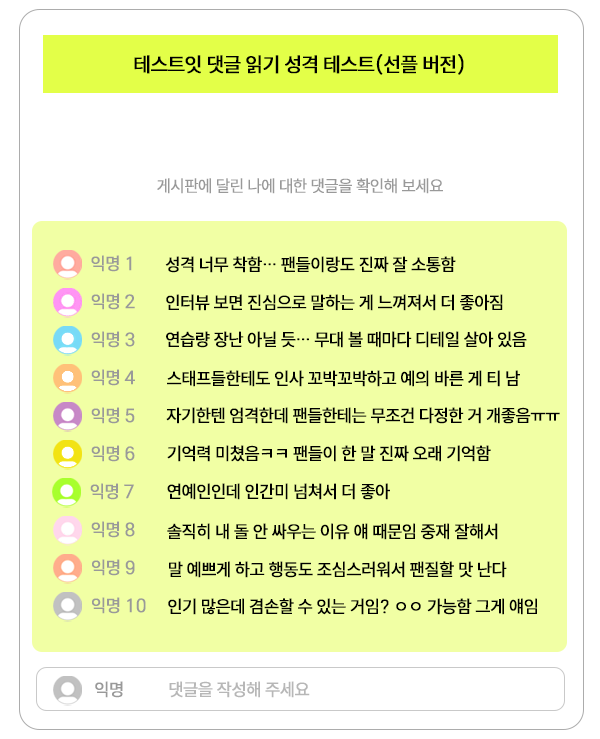 테스트잇 댓글 읽기 성격 테스트(선플 버전)
게시판에 달린 나에 대한 댓글을 확인해 보세요
익명 1 성격 너무 착함… 팬들이랑도 진짜 잘 소통함
익명 2 인터뷰 보면 진심으로 말하는 게 느껴져서 더 좋아짐
익명 3 연습량 장난 아닐 듯… 무대 볼 때마다 디테일 살아 있음
익명 4 스태프들한테도 인사 꼬박꼬박하고 예의 바른 게 티 남
익명 5 자기한텐 엄격한데 팬들한테는 무조건 다정한 거 개좋음ㅠㅠ
익명 6 기억력 미쳤음ㅋㅋ 팬들이 한 말 진짜 오래 기억함
익명 7 연예인인데 인간미 넘쳐서 더 좋아
익명 8 솔직히 내 돌 안 싸우는 이유 얘 때문임 중재 잘해서
익명 9 말 예쁘게 하고 행동도 조심스러워서 팬질할 맛 난다
익명 10 인기 많은데 겸손할 수 있는 거임? ㅇㅇ 가능함 그게 얘임
익명 댓글을 작성해 주세요